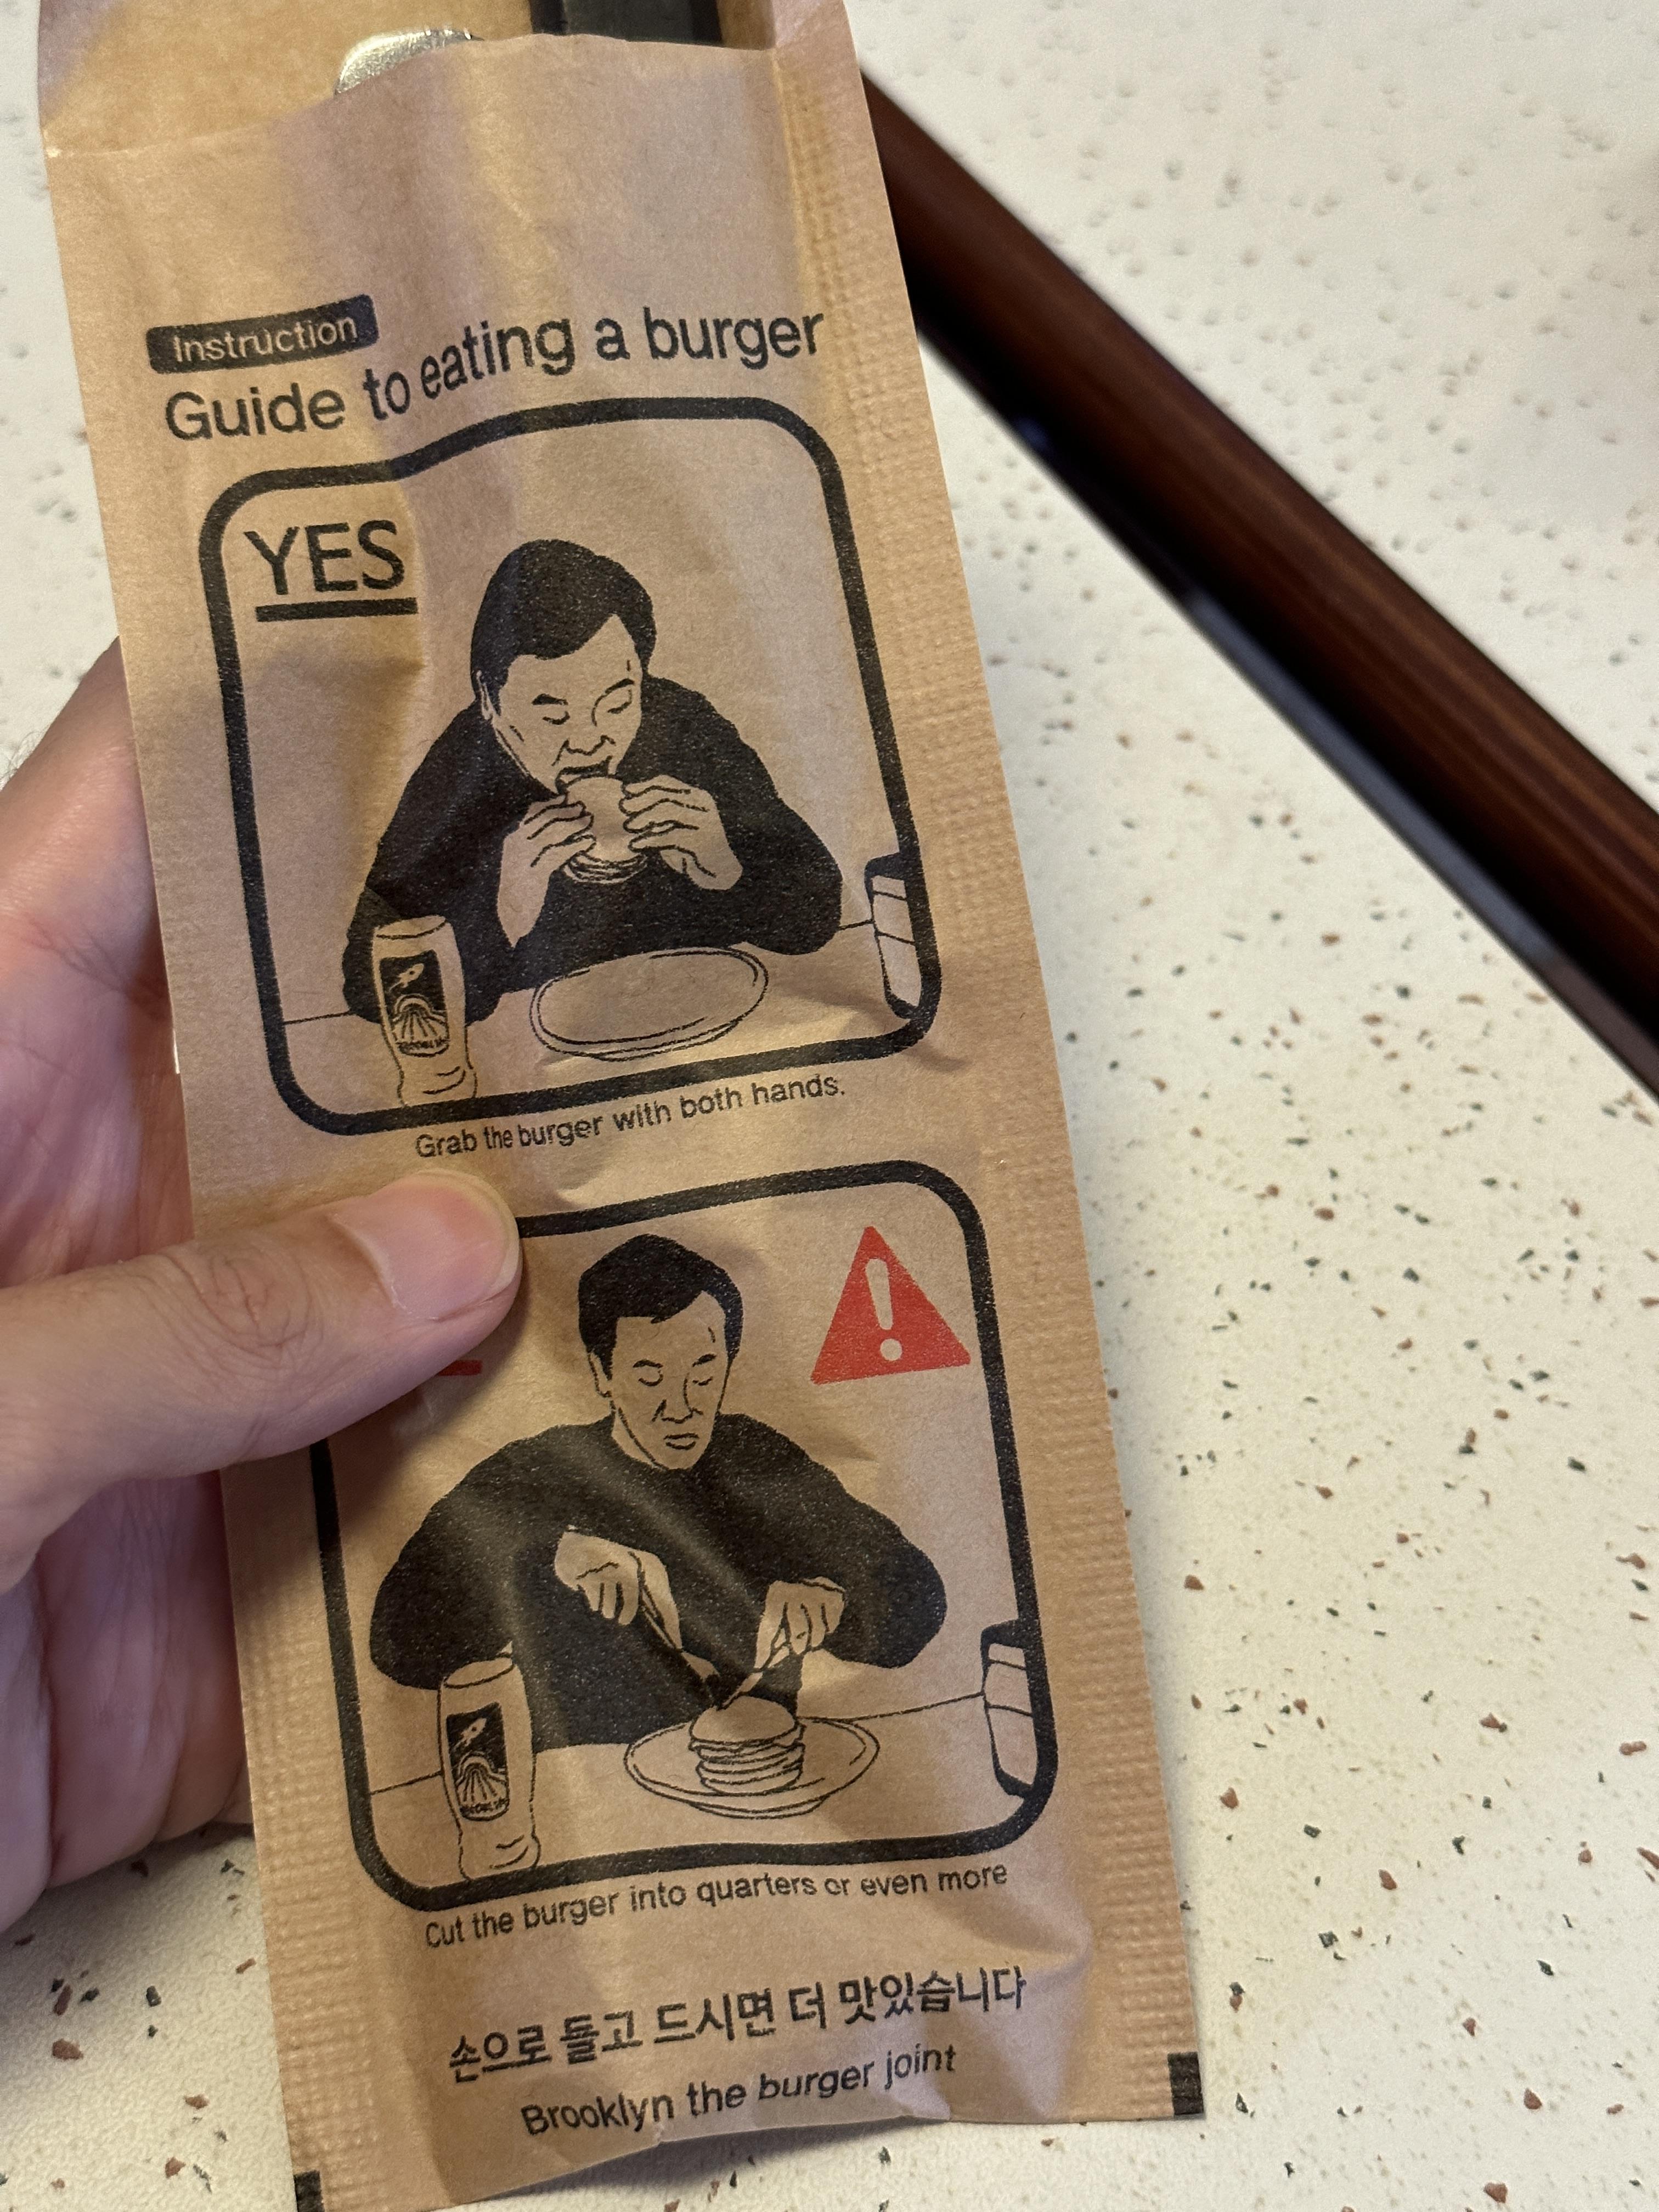 Instruction
Guide to eating a burger
YES
BROOKLYN
Grab the burger with both hands.
BROOKLYN
Cut the burger into quarters or even more
손으로 들고 드시면 더 맛있습니다
Brooklyn the burger joint